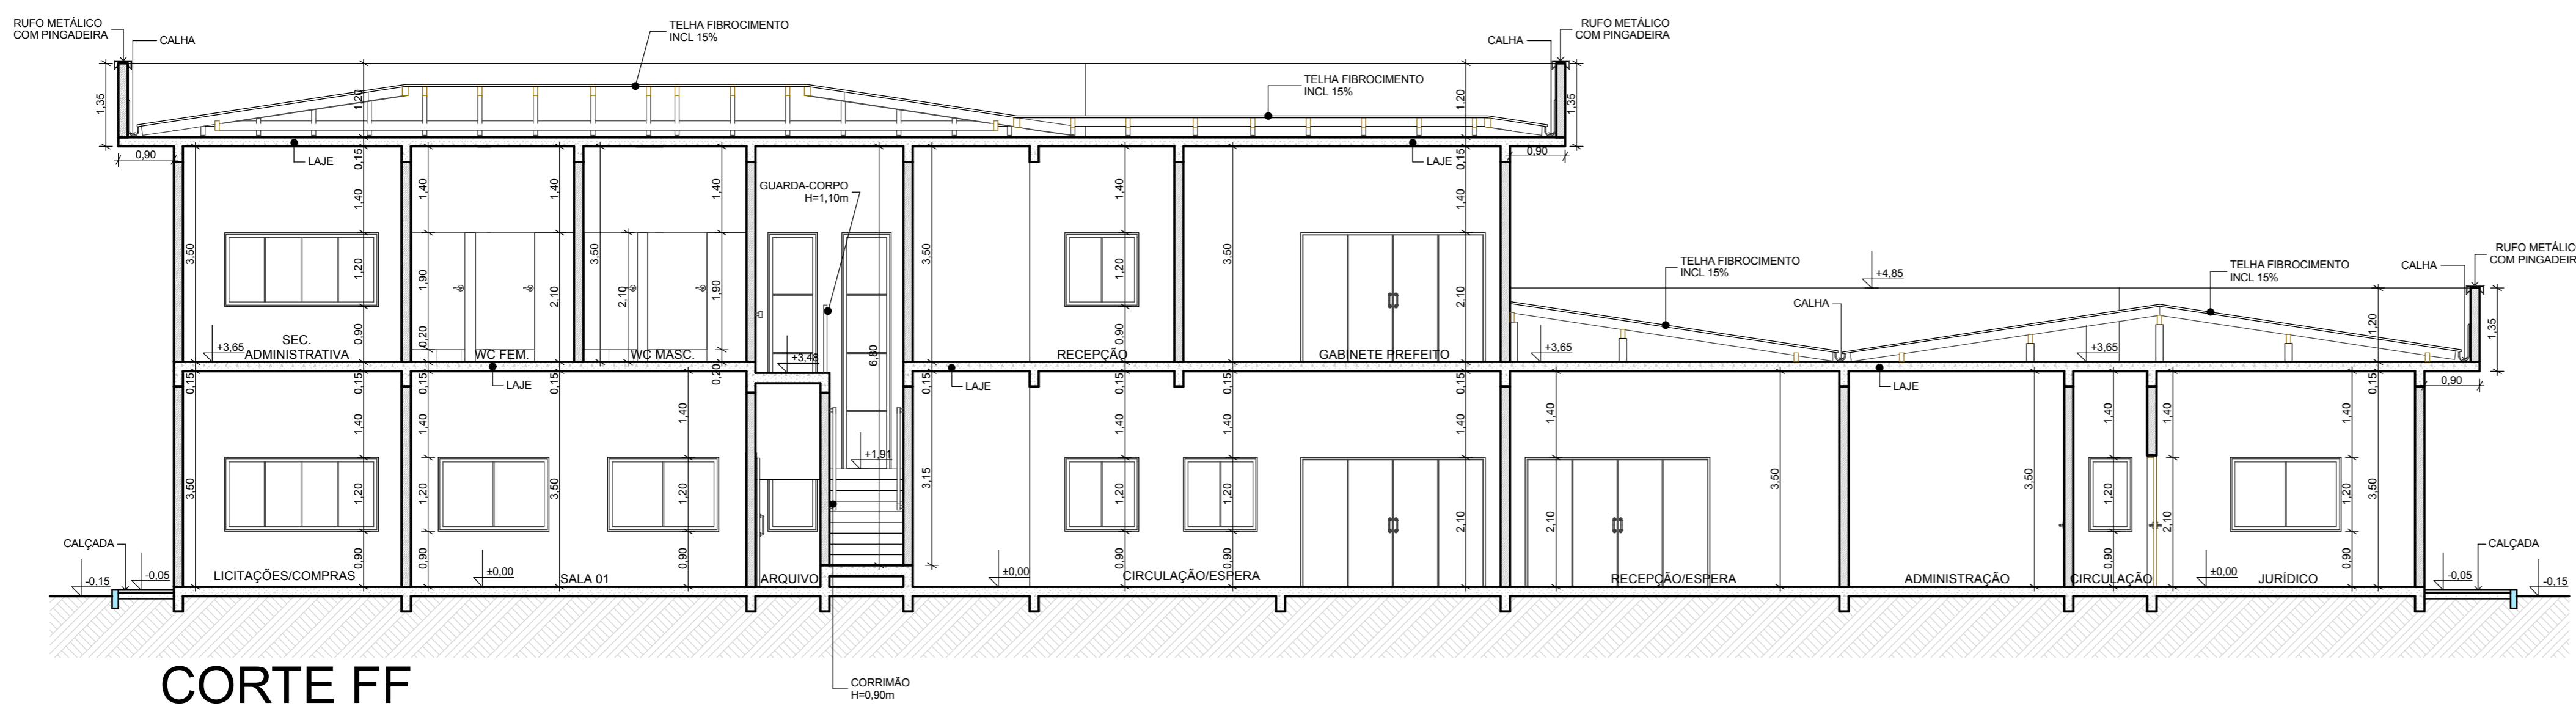 RUFO METÁLICO
COM PINGADEIRA
CALHA
TELHA FIBROCIMENTO
INCL 15%
CALHA
RUFO METÁLICO
COM PINGADEIRA
TELHA FIBROCIMENTO
INCL 15%
1,35
1,20
1,20
1,35
0,90
LAJE
0,15
LAJE
0,15
0,90
1,40
1,40
1,40
1,40
1,40
1,40
GUARDA-CORPO
H=1,10m
3,50
3,50
3,50
3,50
1,20
1,90
2,10
2,10
1,90
1,20
2,10
0,90
0,20
0,90
6,80
TELHA FIBROCIMENTO
INCL 15%
+4,85
TELHA FIBROCIMENTO
INCL 15%
CALHA
RUFO METÁLIC
COM PINGADEIR
CALHA
1,20
1,35
SEC.
ADMINISTRATIVA
+3,65
WC FEM.
WC MASC.
+3,48
RECEPÇÃO
GABINETE PREFEITO
+3,65
+3,65
0,15
0,15
0,15
LAJE
0,20
0,15
LAJE
0,15
0,15
0,15
LAJE
0,15
0,90
1,40
1,40
1,40
1,40
1,40
1,40
1,40
1,40
1,40
1,40
+1,91
3,50
1,20
1,20
3,50
1,20
3,15
1,20
1,20
2,10
2,10
3,50
3,50
1,20
2,10
1,20
3,50
0,90
0,90
0,90
0,90
0,90
0,90
0,90
CALÇADA
-0,15
-0,05
LICITAÇÕES/COMPRAS
±0,00
SALA 01
ARQUIVO
±0,00
CIRCULAÇÃO/ESPERA
RECEPÇÃO/ESPERA
ADMINISTRAÇÃO
CIRCULAÇÃO
±0,00
JURÍDICO
CALÇADA
-0,05
-0,15
CORTE FF
CORRIMÃO
H=0,90m